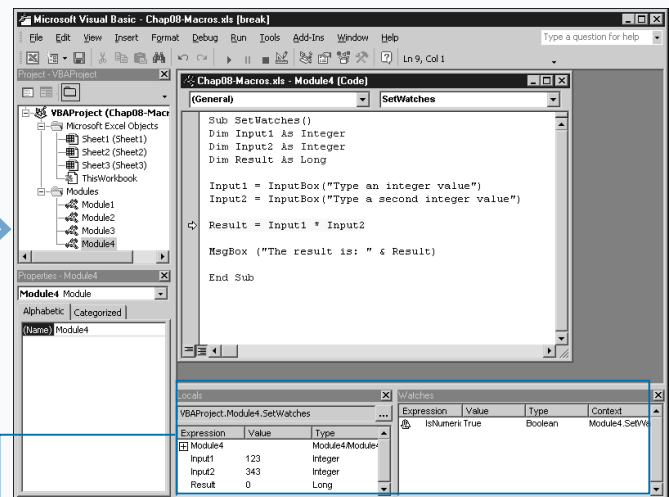 Microsoft Visual Basic - Chap08-Macros.xls [break]
File Edit View Insert Format Debug Run Tools Add-Ins Window Help
Type a question for help
Ln 9, Col 1
Project - VBAProject
VBAProject (Chap08-Macr
Microsoft Excel Objects
Sheet1 (Sheet1)
Sheet2 (Sheet2)
Sheet3 (Sheet3)
ThisWorkbook
Modules
Module1
Module2
Module3
Module4
Properties - Module4
Module4 Module
Alphabetic Categorized
(Name) Module4
Chap08-Macros.xls - Module4 (Code)
(General) SetWatches
Sub SetWatches()
Dim Input1 As Integer
Dim Input2 As Integer
Dim Result As Long
Input1 = InputBox("Type an integer value")
Input2 = InputBox("Type a second integer value")
Result = Input1 * Input2
MsgBox ("The result is: " & Result)
End Sub
Locals
VBAProject.Module4.SetWatches ...
Expression Value Type
Module4 Module4/Module4
Input1 123 Integer
Input2 343 Integer
Result 0 Long
Watches
Expression Value Type Context
IsNumeri True Boolean Module4.SetWa